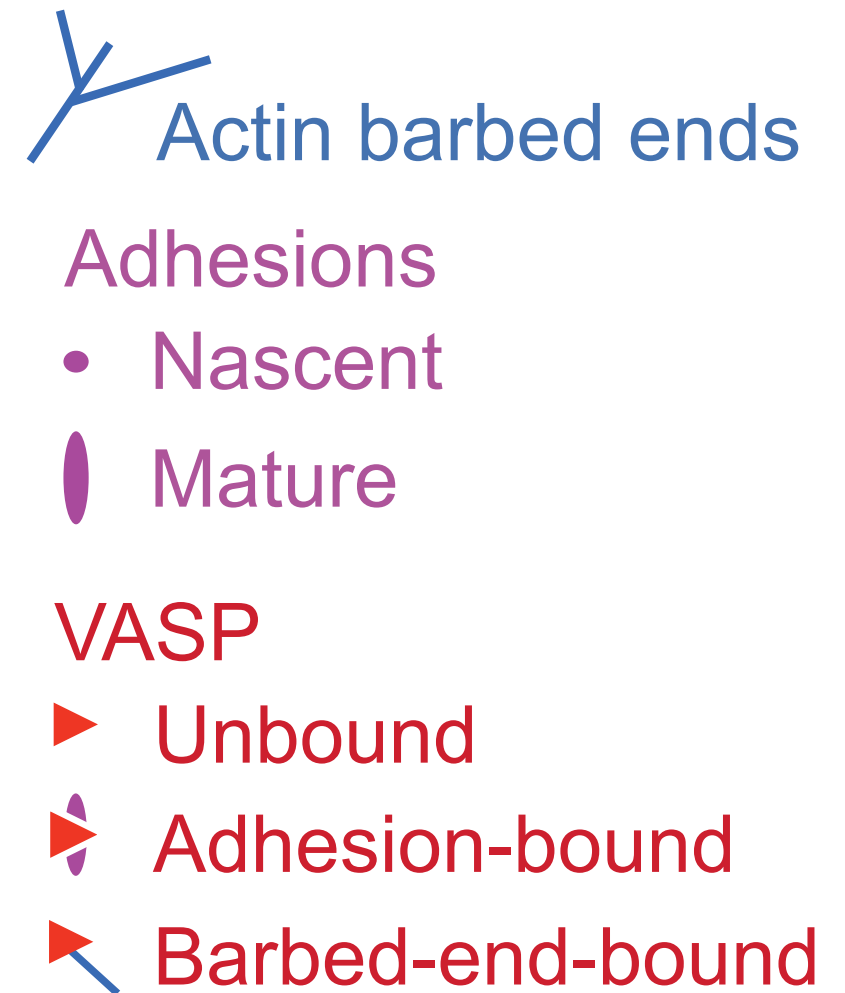 Actin barbed ends
Adhesions
Nascent
Mature
VASP
Unbound
Adhesion-bound
Barbed-end-bound